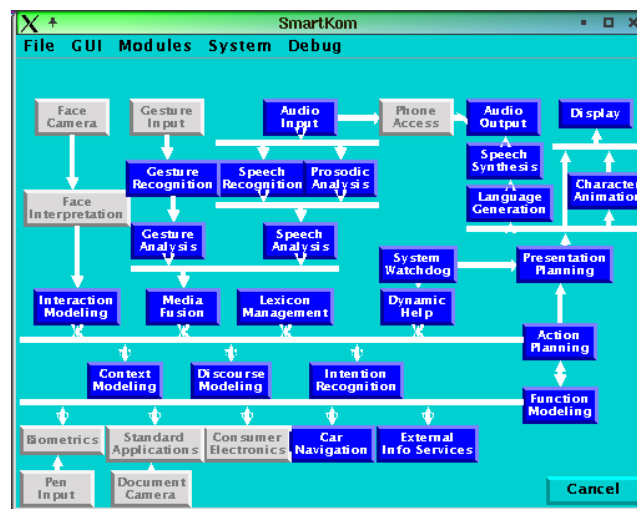 SmartKom
File GUI Modules System Debug
Face
Camera
Gesture
Input
Audio
Input
Phone
Access
Audio
Output
Display
Gesture
Recognition
Speech
Recognition
Prosodic
Analysis
Speech
Synthesis
Face
Interpretation
Language
Generation
Character
Animation
Gesture
Analysis
Speech
Analysis
System
Watchdog
Presentation
Planning
Interaction
Modeling
Media
Fusion
Lexicon
Management
Dynamic
Help
Action
Planning
Context
Modeling
Discourse
Modeling
Intention
Recognition
Function
Modeling
Biometrics
Standard
Applications
Consumer
Electronics
Car
Navigation
External
Info Services
Pen
Input
Document
Camera
Cancel